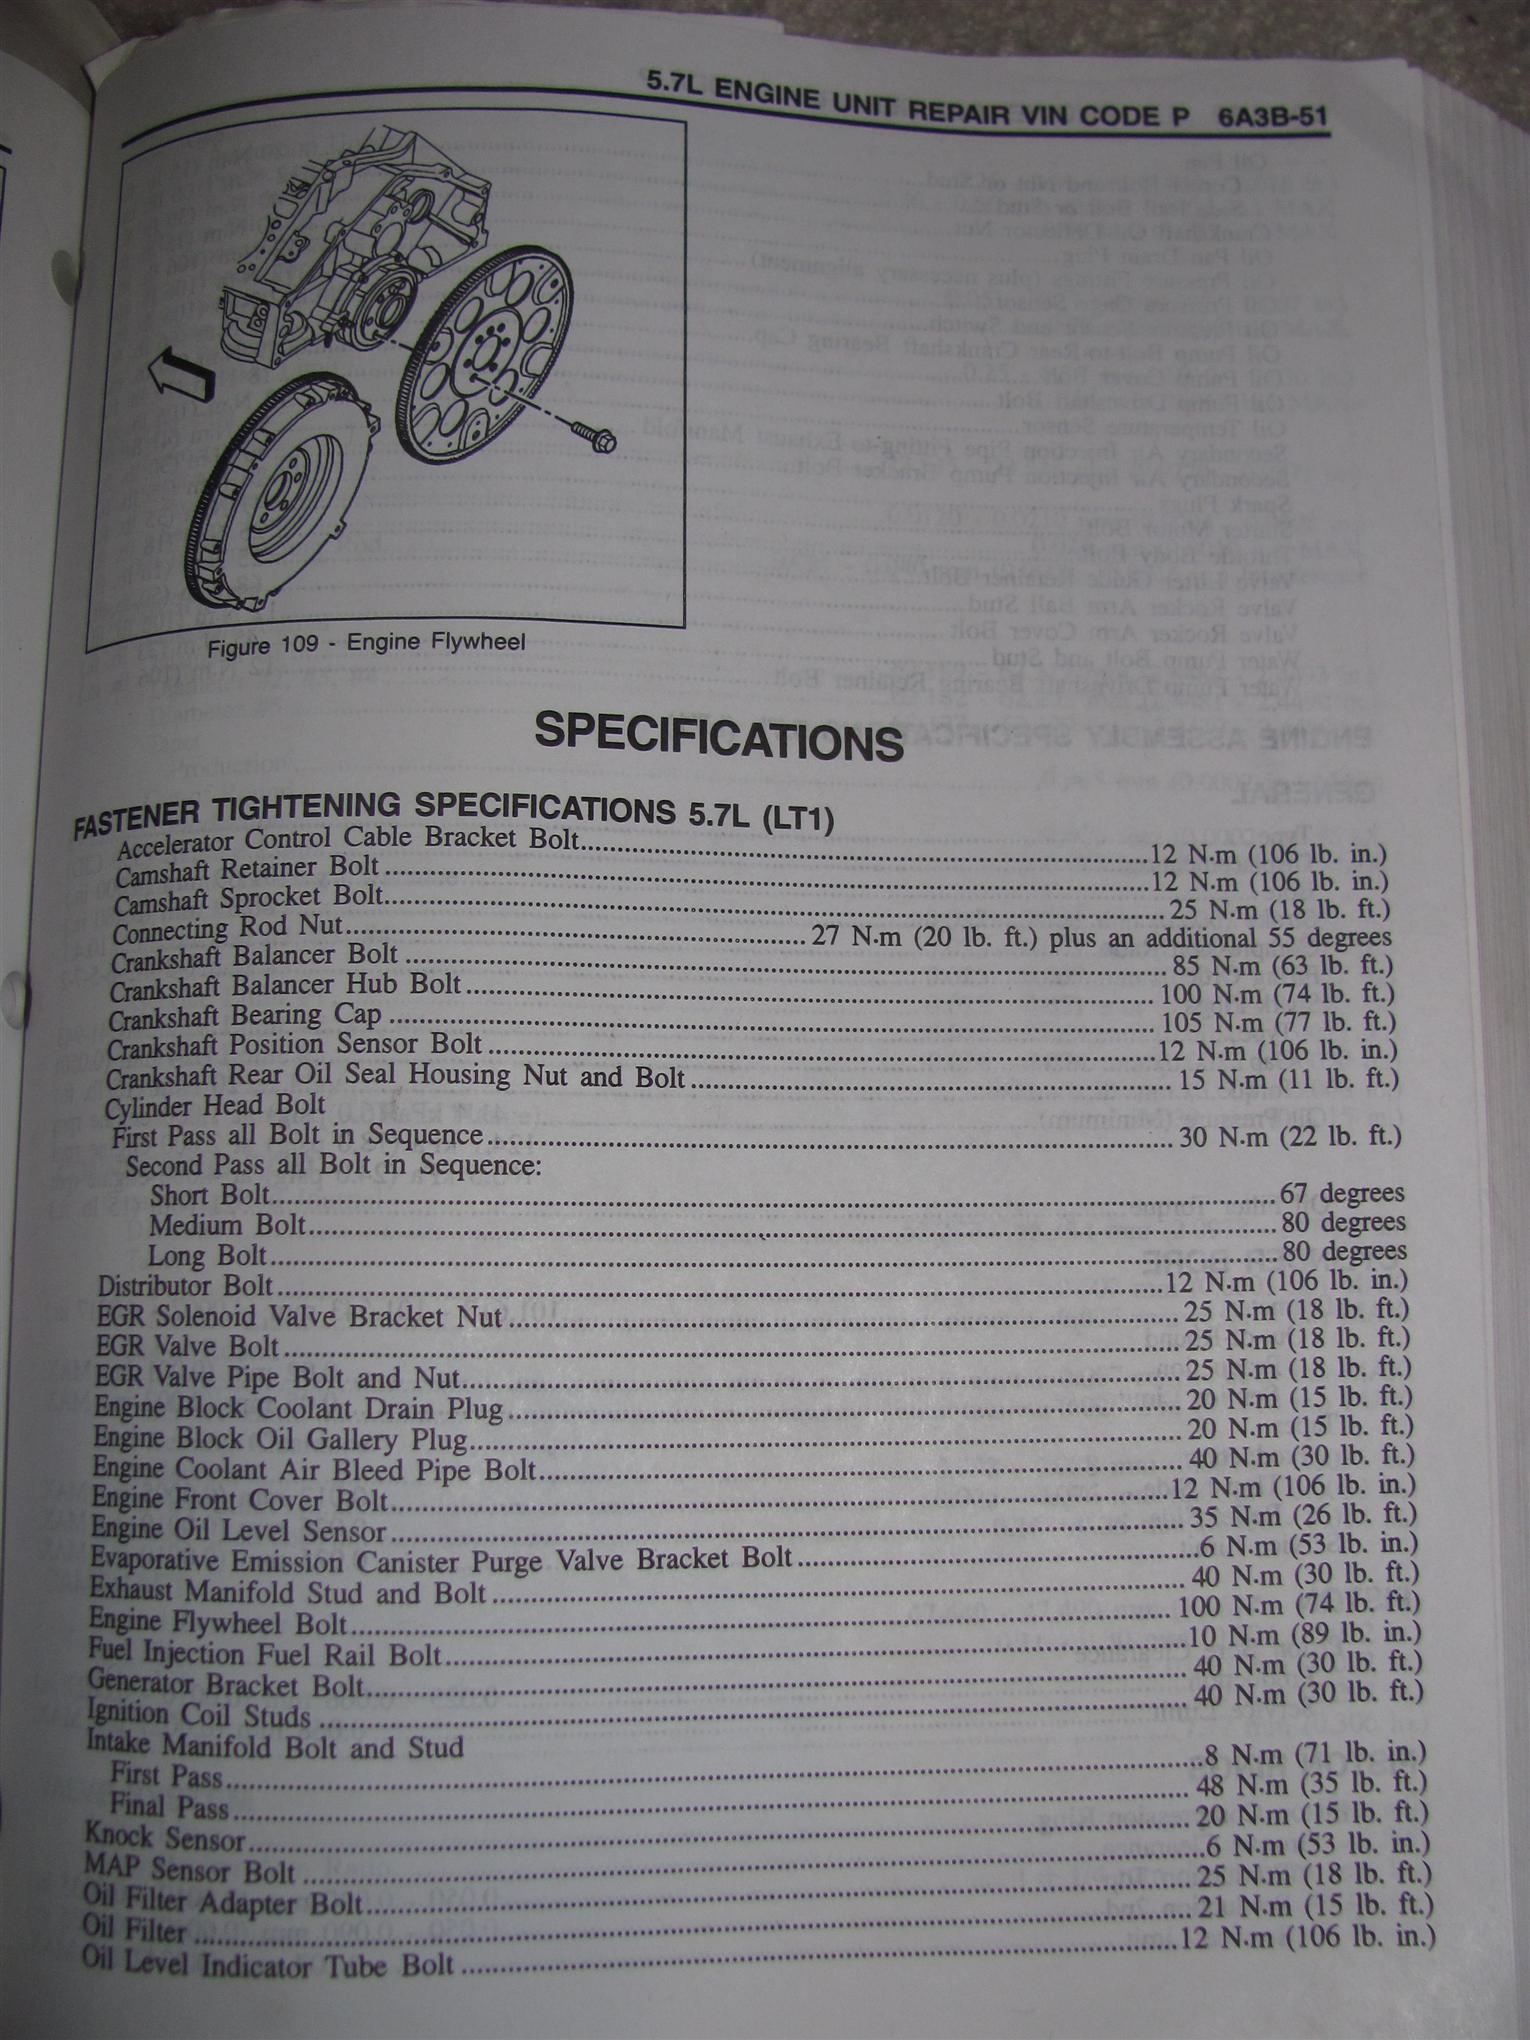 5.7L ENGINE UNIT REPAIR VIN CODE P 6A3B-51
Figure 109 - Engine Flywheel
SPECIFICATIONS
FASTENER TIGHTENING SPECIFICATIONS 5.7L (LT1)
Accelerator Control Cable Bracket Bolt........12 N·m (106 lb. in.)
Camshaft Retainer Bolt........12 N·m (106 lb. in.)
Camshaft Sprocket Bolt........25 N·m (18 lb. ft.)
Connecting Rod Nut........27 N·m (20 lb. ft.) plus an additional 55 degrees
Crankshaft Balancer Bolt........85 N·m (63 lb. ft.)
Crankshaft Balancer Hub Bolt........100 N·m (74 lb. ft.)
Crankshaft Bearing Cap........105 N·m (77 lb. ft.)
Crankshaft Position Sensor Bolt........12 N·m (106 lb. in.)
Crankshaft Rear Oil Seal Housing Nut and Bolt........15 N·m (11 lb. ft.)
Cylinder Head Bolt
First Pass all Bolt in Sequence........30 N·m (22 lb. ft.)
Second Pass all Bolt in Sequence:
Short Bolt........67 degrees
Medium Bolt........80 degrees
Long Bolt........80 degrees
Distributor Bolt........12 N·m (106 lb. in.)
EGR Solenoid Valve Bracket Nut........25 N·m (18 lb. ft.)
EGR Valve Bolt........25 N·m (18 lb. ft.)
EGR Valve Pipe Bolt and Nut........25 N·m (18 lb. ft.)
Engine Block Coolant Drain Plug........20 N·m (15 lb. ft.)
Engine Block Oil Gallery Plug........20 N·m (15 lb. ft.)
Engine Coolant Air Bleed Pipe Bolt........40 N·m (30 lb. ft.)
Engine Front Cover Bolt........12 N·m (106 lb. in.)
Engine Oil Level Sensor........35 N·m (26 lb. ft.)
Evaporative Emission Canister Purge Valve Bracket Bolt........6 N·m (53 lb. in.)
Exhaust Manifold Stud and Bolt........40 N·m (30 lb. ft.)
Engine Flywheel Bolt........100 N·m (74 lb. ft.)
Fuel Injection Fuel Rail Bolt........10 N·m (89 lb. in.)
Generator Bracket Bolt........40 N·m (30 lb. ft.)
Ignition Coil Studs........40 N·m (30 lb. ft.)
Intake Manifold Bolt and Stud
First Pass........8 N·m (71 lb. in.)
Final Pass........48 N·m (35 lb. ft.)
Knock Sensor........20 N·m (15 lb. ft.)
MAP Sensor Bolt........6 N·m (53 lb. in.)
Oil Filter Adapter Bolt........25 N·m (18 lb. ft.)
Oil Filter........21 N·m (15 lb. ft.)
Oil Level Indicator Tube Bolt........12 N·m (106 lb. in.)